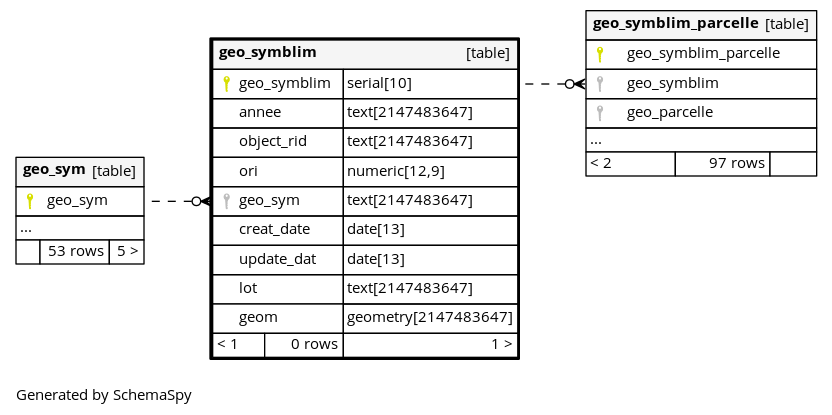 geo_sym [table]
geo_sym
...
53 rows 5 >
geo_symblim [table]
geo_symblim serial[10]
annee text[2147483647]
object_rid text[2147483647]
ori numeric[12,9]
geo_sym text[2147483647]
creat_date date[13]
update_dat date[13]
lot text[2147483647]
geom geometry[2147483647]
< 1 0 rows 1 >
geo_symblim_parcelle [table]
geo_symblim_parcelle
geo_symblim
geo_parcelle
...
< 2 97 rows
Generated by SchemaSpy